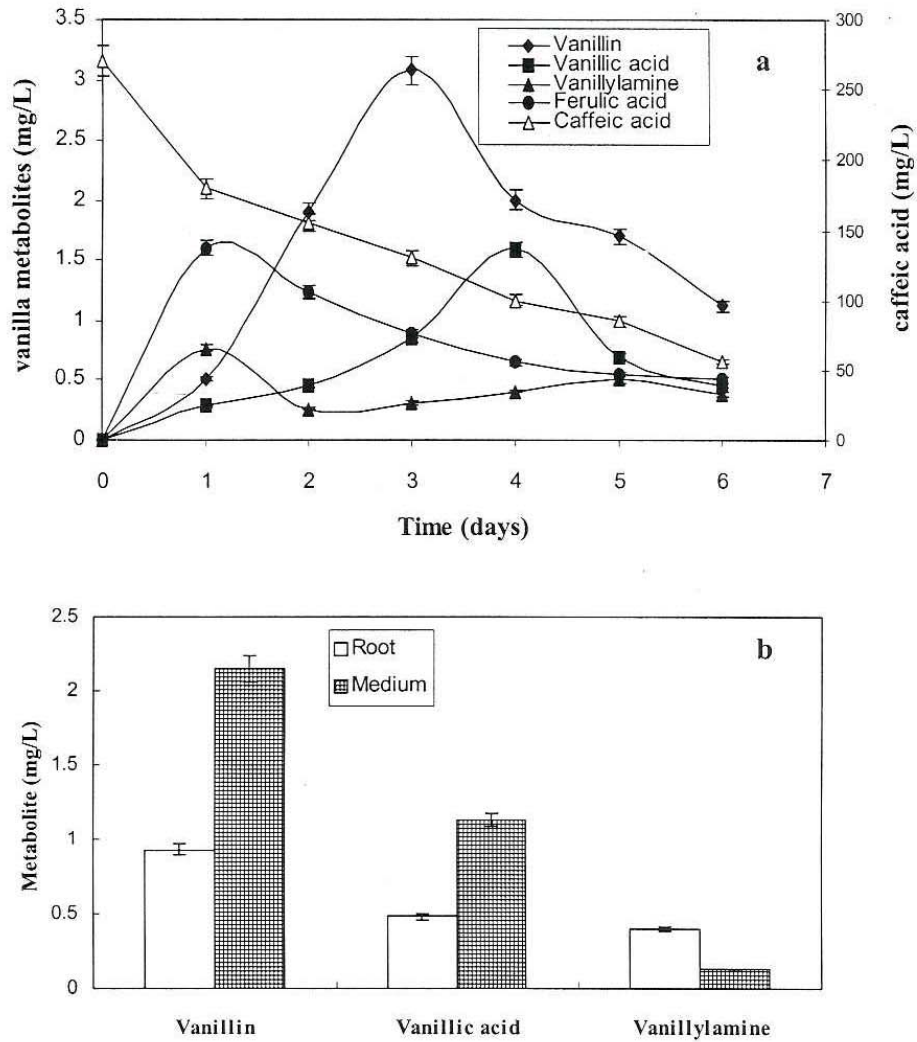 3.5
3
2.5
2
1.5
1
0.5
0
vanilla metabolites (mg/L)
Vanillin
Vanillic acid
Vanillylamine
Ferulic acid
Caffeic acid
a
300
250
200
150
100
50
0
caffeic acid (mg/L)
0 1 2 3 4 5 6 7
Time (days)
2.5
2
1.5
1
0.5
0
Metabolite (mg/L)
Root
Medium
b
Vanillin Vanillic acid Vanillylamine